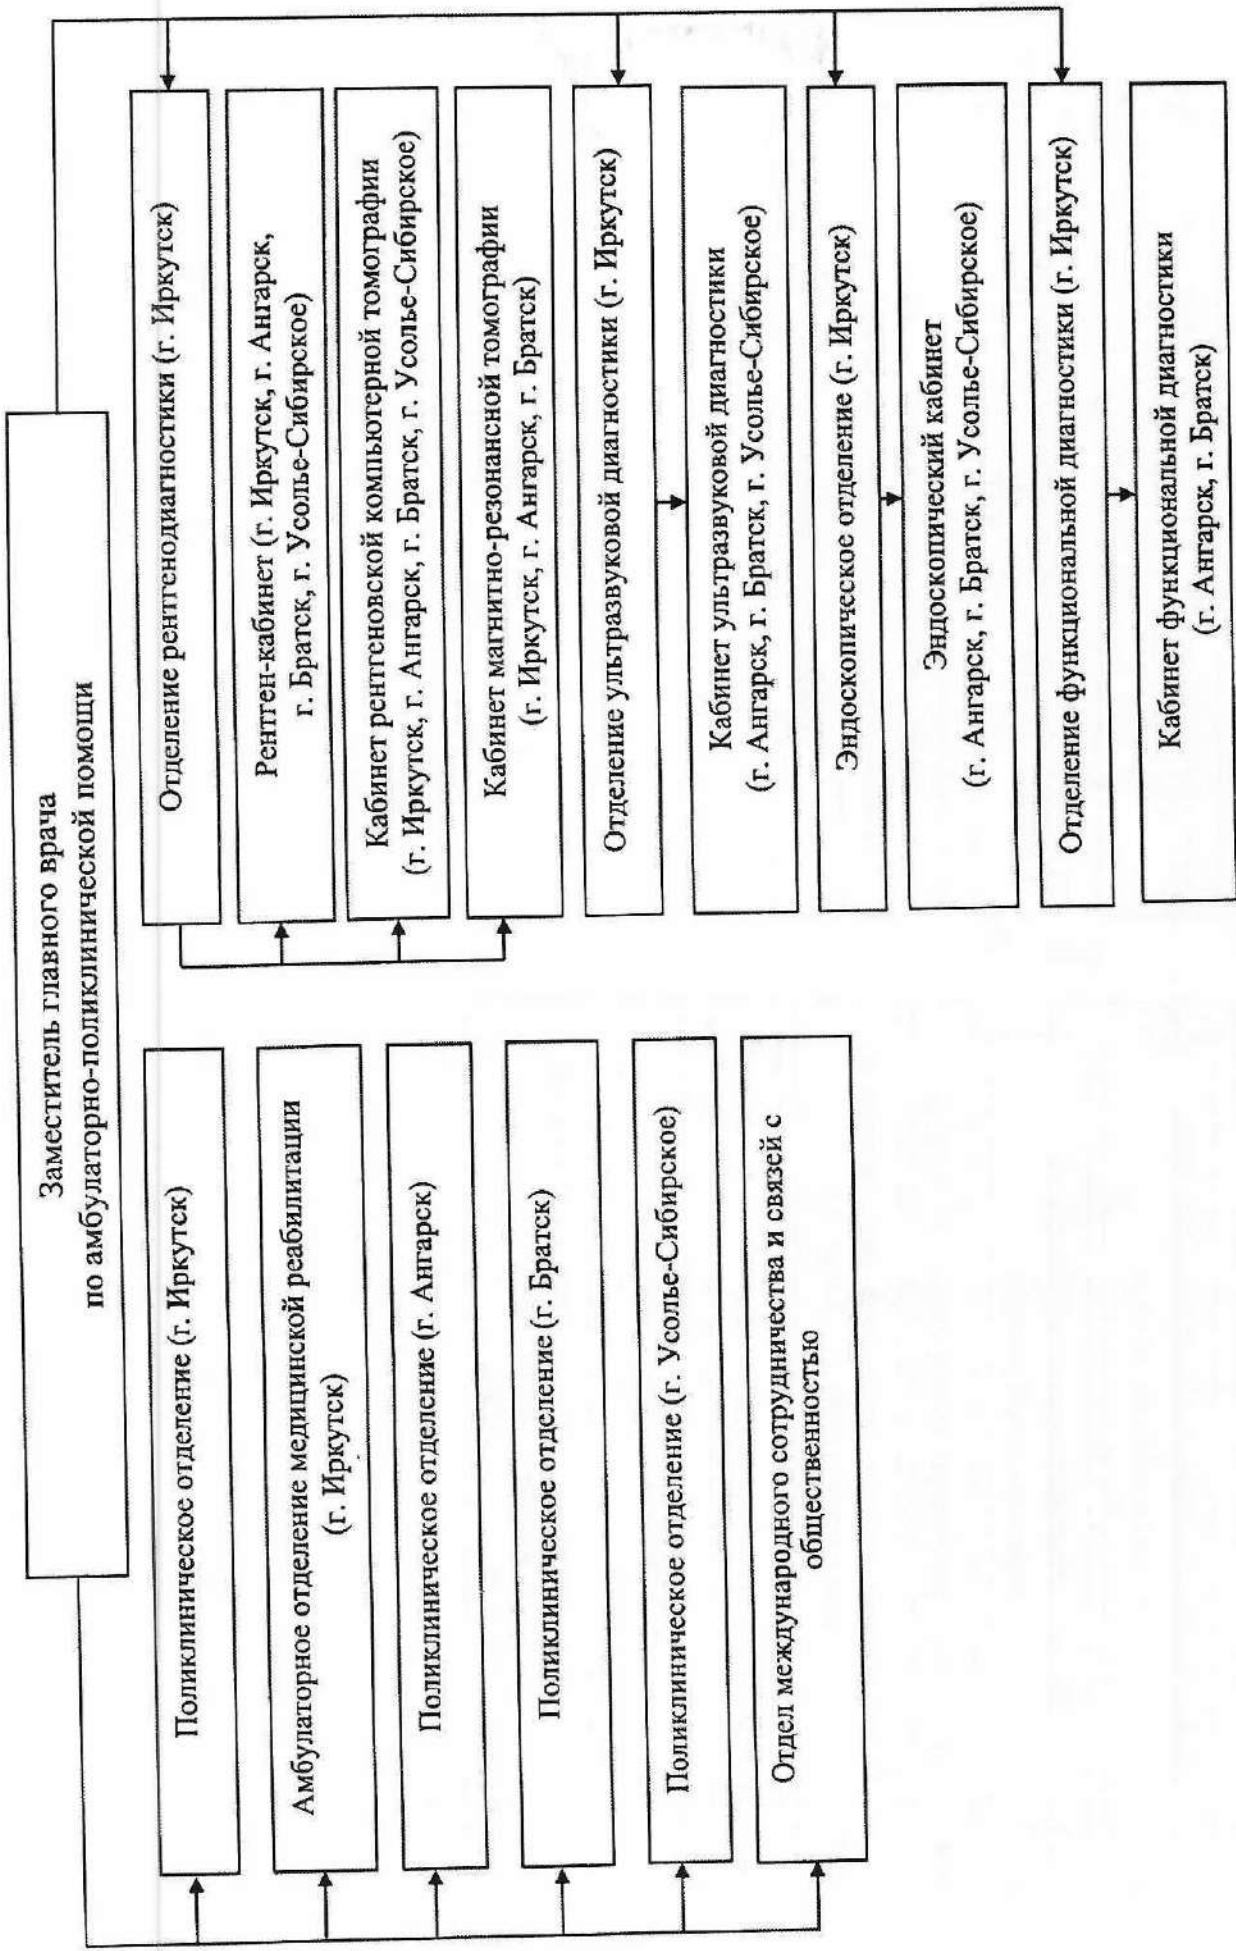 Заместитель главного врача
по амбулаторно-поликлинической помощи
Поликлиническое отделение (г. Иркутск)
Амбулаторное отделение медицинской реабилитации
(г. Иркутск)
Поликлиническое отделение (г. Ангарск)
Поликлиническое отделение (г. Братск)
Поликлиническое отделение (г. Усолье-Сибирское)
Отдел международного сотрудничества и связей с
общественностью
Отделение рентгенодиагностики (г. Иркутск)
Рентген-кабинет (г. Иркутск, г. Ангарск,
г. Братск, г. Усолье-Сибирское)
Кабинет рентгеновской компьютерной томографии
(г. Иркутск, г. Ангарск, г. Братск, г. Усолье-Сибирское)
Кабинет магнитно-резонансной томографии
(г. Иркутск, г. Ангарск, г. Братск)
Отделение ультразвуковой диагностики (г. Иркутск)
Кабинет ультразвуковой диагностики
(г. Ангарск, г. Братск, г. Усолье-Сибирское)
Эндоскопическое отделение (г. Иркутск)
Эндоскопический кабинет
(г. Ангарск, г. Братск, г. Усолье-Сибирское)
Отделение функциональной диагностики (г. Иркутск)
Кабинет функциональной диагностики
(г. Ангарск, г. Братск)